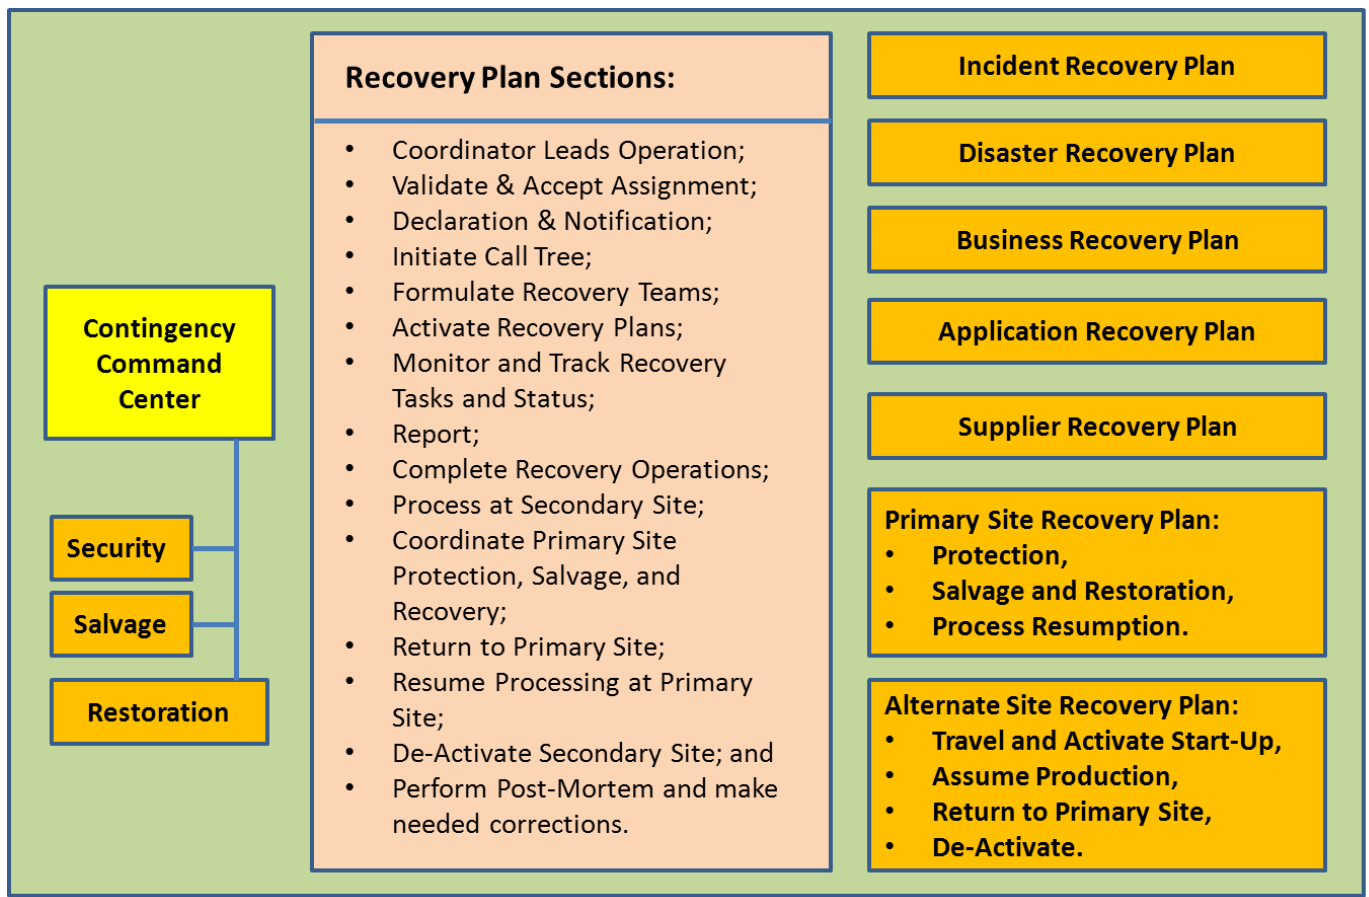 Contingency
Command
Center
Security
Salvage
Restoration
Recovery Plan Sections:
• Coordinator Leads Operation;
• Validate & Accept Assignment;
• Declaration & Notification;
• Initiate Call Tree;
• Formulate Recovery Teams;
• Activate Recovery Plans;
• Monitor and Track Recovery
Tasks and Status;
• Report;
• Complete Recovery Operations;
• Process at Secondary Site;
• Coordinate Primary Site
Protection, Salvage, and
Recovery;
• Return to Primary Site;
• Resume Processing at Primary
Site;
• De-Activate Secondary Site; and
• Perform Post-Mortem and make
needed corrections.
Incident Recovery Plan
Disaster Recovery Plan
Business Recovery Plan
Application Recovery Plan
Supplier Recovery Plan
Primary Site Recovery Plan:
• Protection,
• Salvage and Restoration,
• Process Resumption.
Alternate Site Recovery Plan:
• Travel and Activate Start-Up,
• Assume Production,
• Return to Primary Site,
• De-Activate.